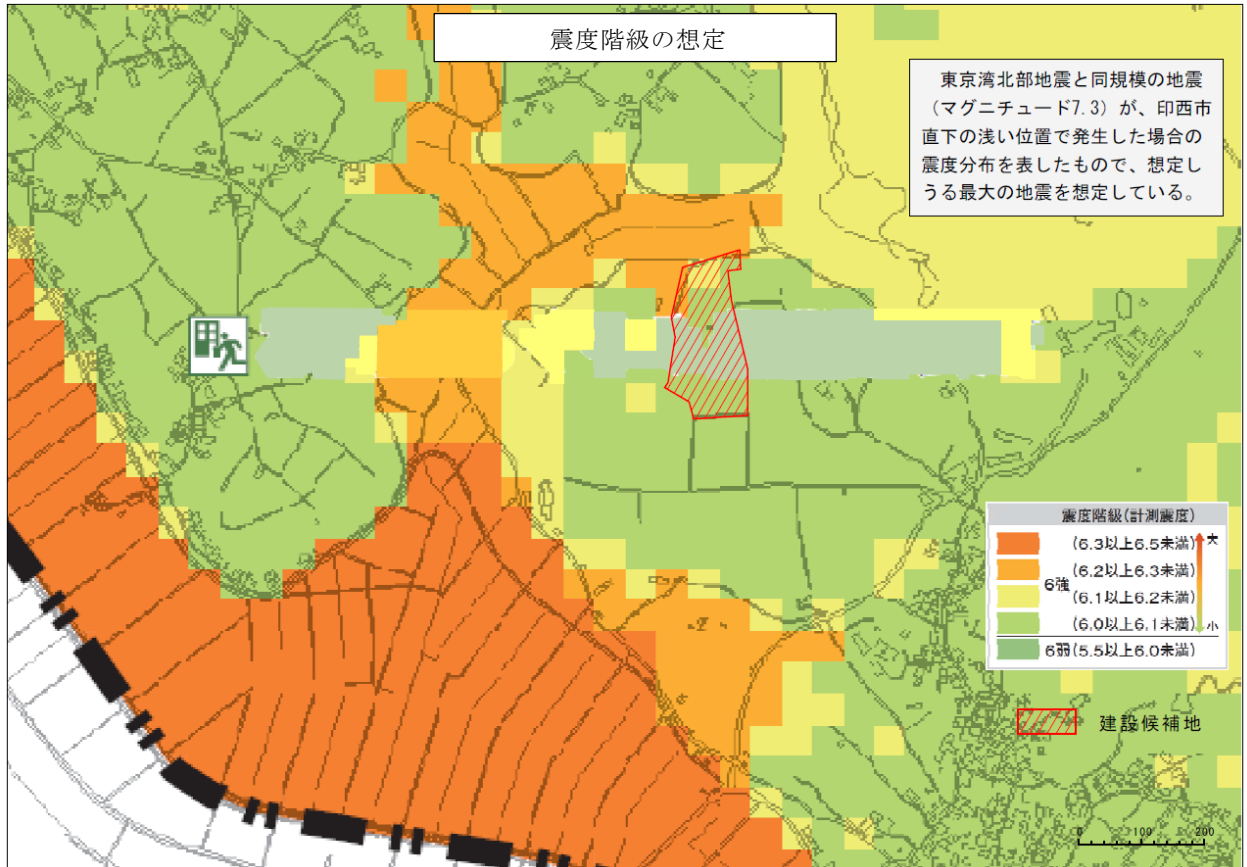 震度階級の想定
東京湾北部地震と同規模の地震
(マグニチュード7.3)が、印西市
直下の浅い位置で発生した場合の
震度分布を表したもので、想定し
うる最大の地震を想定している。
震度階級(計測震度)
(6.3以上6.5未満) 大
(6.2以上6.3未満)
6強
(6.1以上6.2未満)
(6.0以上6.1未満) 小
6弱(5.5以上6.0未満)
建設候補地
0 100 200